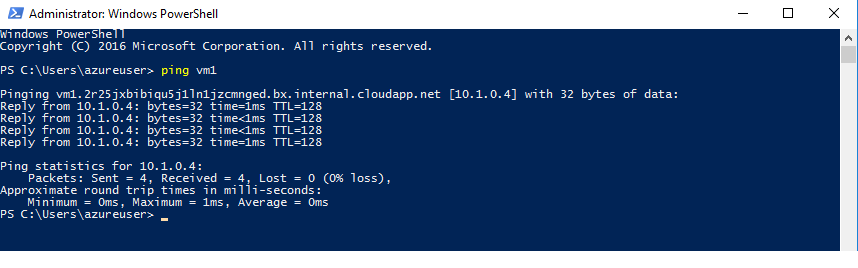 Administrator: Windows PowerShell
Windows PowerShell
Copyright (C) 2016 Microsoft Corporation. All rights reserved.
PS C:\Users\azureuser> ping vm1
Pinging vm1.2r25jxbibiqu5j1ln1jzcmnged.bx.internal.cloudapp.net [10.1.0.4] with 32 bytes of data:
Reply from 10.1.0.4: bytes=32 time=1ms TTL=128
Reply from 10.1.0.4: bytes=32 time<1ms TTL=128
Reply from 10.1.0.4: bytes=32 time<1ms TTL=128
Reply from 10.1.0.4: bytes=32 time=1ms TTL=128
Ping statistics for 10.1.0.4:
    Packets: Sent = 4, Received = 4, Lost = 0 (0% loss),
Approximate round trip times in milli-seconds:
    Minimum = 0ms, Maximum = 1ms, Average = 0ms
PS C:\Users\azureuser>